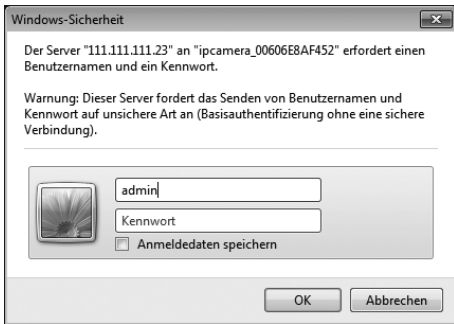 Windows-Sicherheit
Der Server "111.111.111.23" an "ipcamera_00606E8AF452" erfordert einen
Benutzernamen und ein Kennwort.
Warnung: Dieser Server fordert das Senden von Benutzernamen und
Kennwort auf unsichere Art an (Basisauthentifizierung ohne eine sichere
Verbindung).
admin
Kennwort
Anmeldedaten speichern
OK
Abbrechen